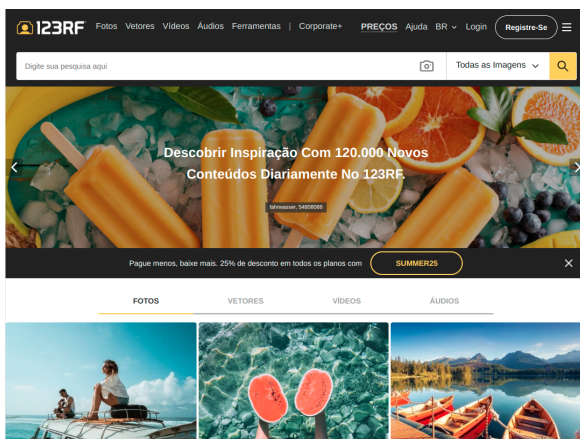 123RF
Fotos Vetores Vídeos Áudios Ferramentas | Corporate+ PREÇOS Ajuda BR Login Registre-Se
Digite sua pesquisa aqui Todas as Imagens
Descobrir Inspiração Com 120.000 Novos
Conteúdos Diariamente No 123RF.
fahrwasser, 54808088
Pague menos, baixe mais. 25% de desconto em todos os planos com SUMMER25
FOTOS VETORES VÍDEOS ÁUDIOS